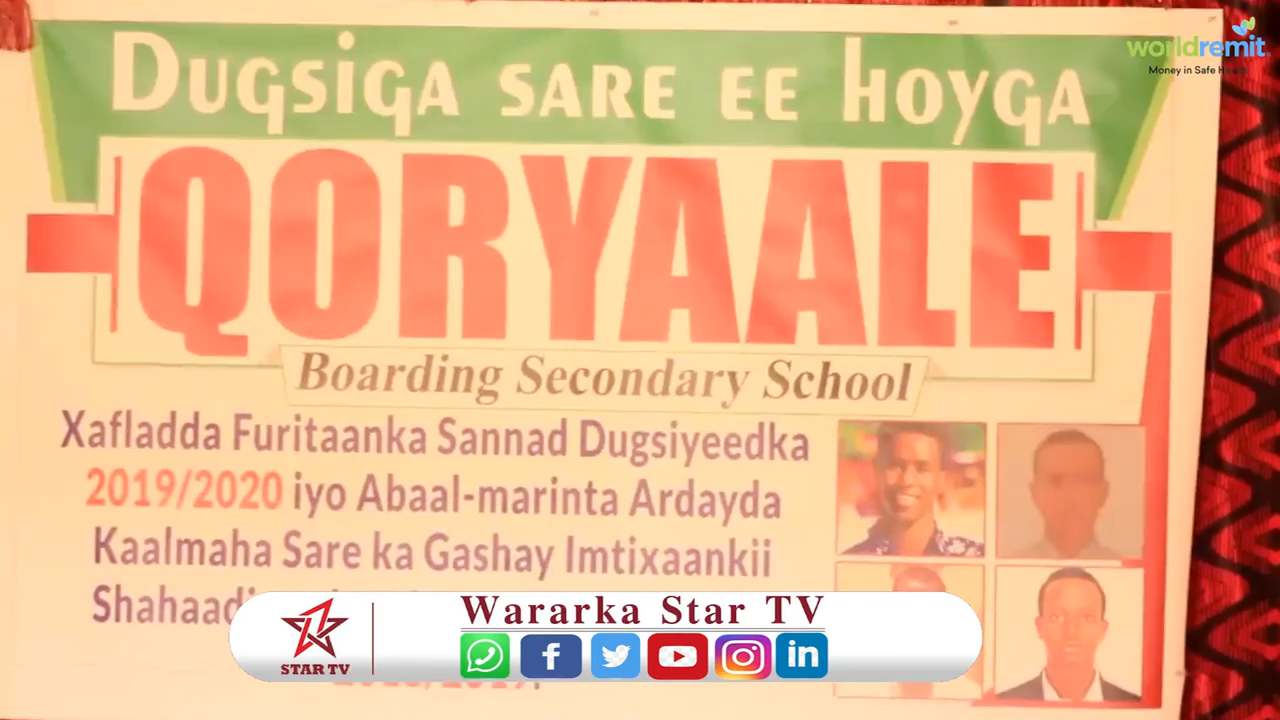 worldremit
Money in Safe
DUGSIGA SARE EE HOYGA
QORYAALE
Boarding Secondary School
Xafladda Furitaanka Sannad Dugsiyeedka
2019/2020 iyo Abaal-marinta Ardayda
Kaalmaha Sare ka Gashay Imtixaankii
Wararka Star TV
STAR TV